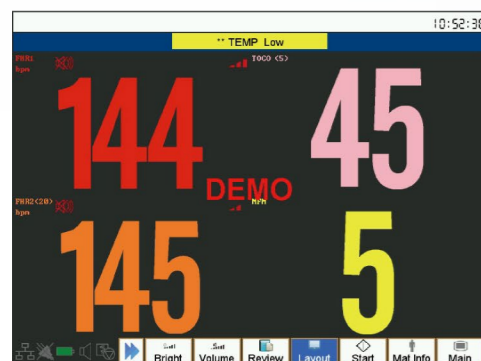 10:52:38
** TEMP Low
FHR1
bpm
TOCO <S>
144
45
DEMO
FHR2<20>
bpm
MFM
145
5
Bright
Volume
Review
Layout
Start
Mat Info
Main